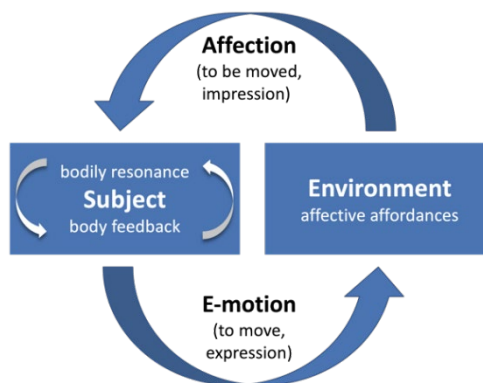 Affection
(to be moved,
impression)
bodily resonance
Subject
body feedback
Environment
affective affordances
E-motion
(to move,
expression)